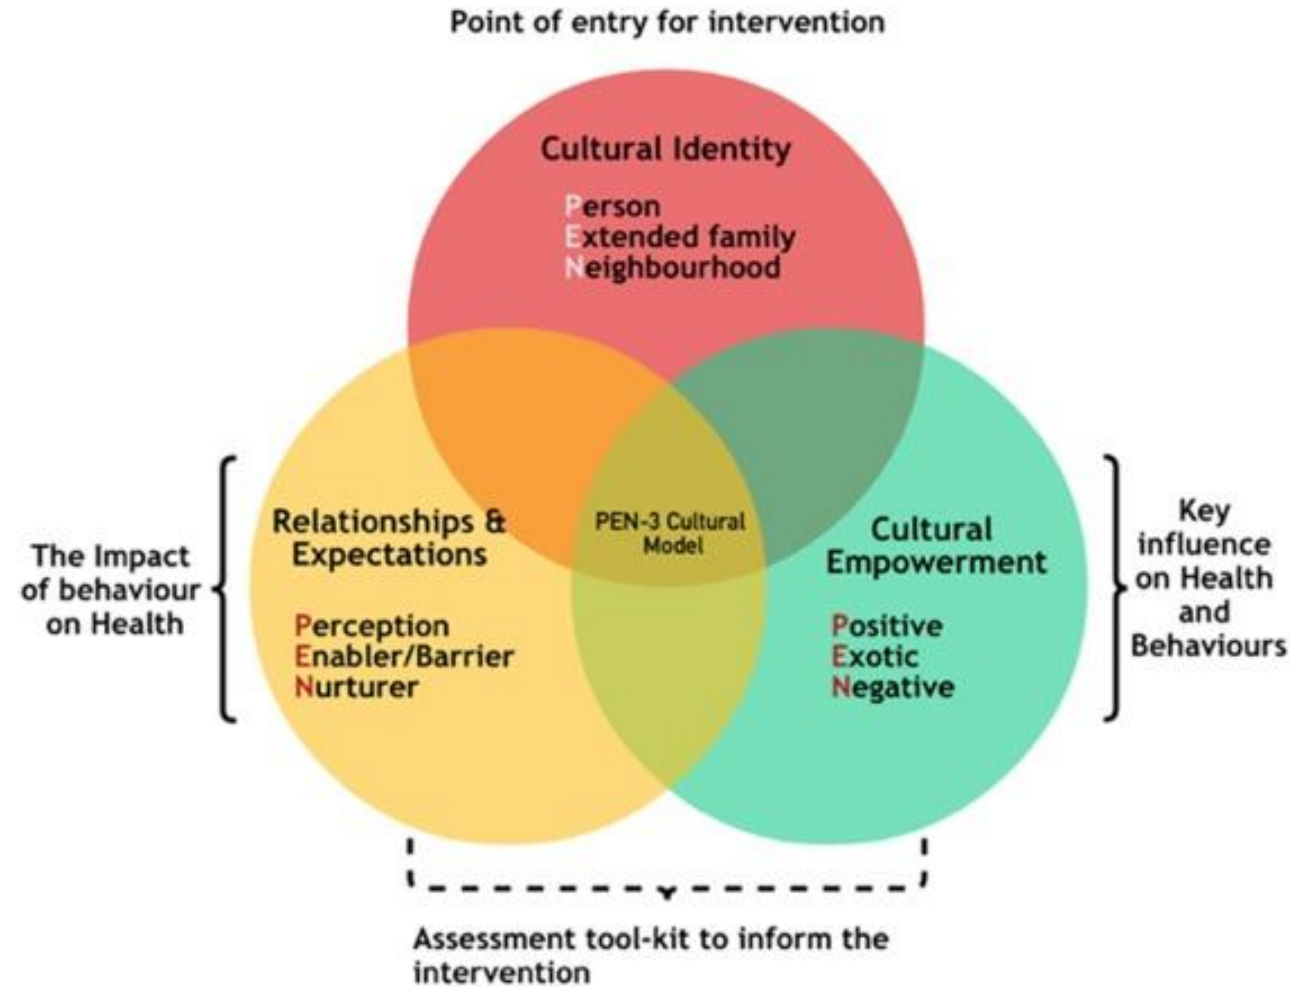 Point of entry for intervention
Cultural Identity
Person
Extended family
Neighbourhood
The Impact
of behaviour
on Health
Relationships &
Expectations
Perception
Enabler/Barrier
Nurturer
PEN-3 Cultural
Model
Cultural
Empowerment
Positive
Exotic
Negative
Key
influence
on Health
and
Behaviours
Assessment tool-kit to inform the
intervention